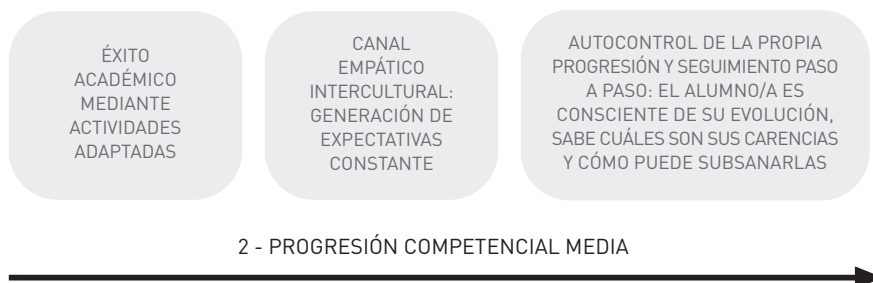 ÉXITO
ACADÉMICO
MEDIANTE
ACTIVIDADES
ADAPTADAS
CANAL
EMPÁTICO
INTERCULTURAL:
GENERACIÓN DE
EXPECTATIVAS
CONSTANTE
AUTOCONTROL DE LA PROPIA
PROGRESIÓN Y SEGUIMIENTO PASO
A PASO: EL ALUMNO/A ES
CONSCIENTE DE SU EVOLUCIÓN,
SABE CUÁLES SON SUS CARENCIAS
Y CÓMO PUEDE SUBSANARLAS
2 - PROGRESIÓN COMPETENCIAL MEDIA